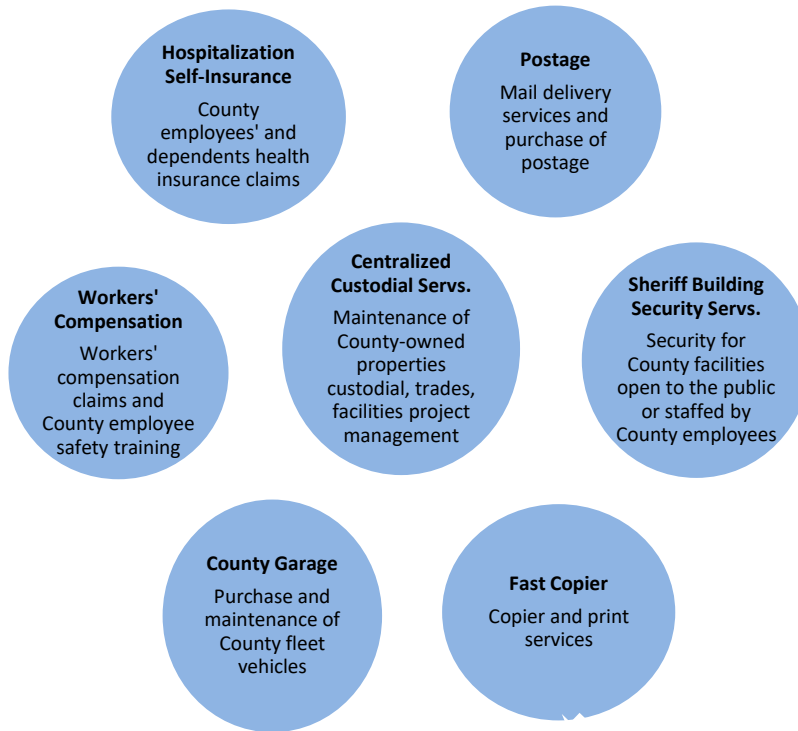 Hospitalization
Self-Insurance
County
employees' and
dependents health
insurance claims
Postage
Mail delivery
services and
purchase of
postage
Workers'
Compensation
Workers'
compensation
claims and
County employee
safety training
Centralized
Custodial Servs.
Maintenance of
County-owned
properties
custodial, trades,
facilities project
management
Sheriff Building
Security Servs.
Security for
County facilities
open to the public
or staffed by
County employees
County Garage
Purchase and
maintenance of
County fleet
vehicles
Fast Copier
Copier and print
services